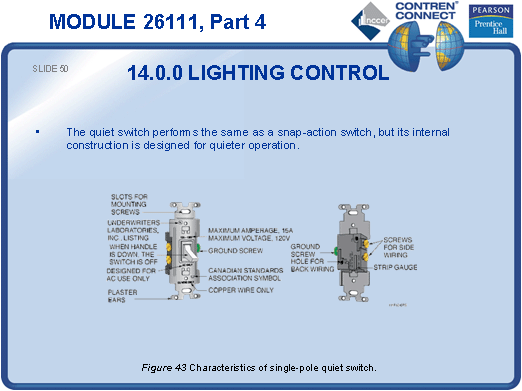 MODULE 26111, Part 4
nccer
CONTREN®
CONNECT
PEARSON
Prentice
Hall
SLIDE 50
14.0.0 LIGHTING CONTROL
• The quiet switch performs the same as a snap-action switch, but its internal
construction is designed for quieter operation.
SLOTS FOR
MOUNTING
SCREWS
UNDERWRITERS
LABORATORIES,
INC. LISTING
WHEN HANDLE
IS DOWN, THE
SWITCH IS OFF
DESIGNED FOR
AC USE ONLY
PLASTER
EARS
MAXIMUM AMPERAGE, 15A
MAXIMUM VOLTAGE, 120V
GROUND SCREW
CANADIAN STANDARDS
ASSOCIATION SYMBOL
COPPER WIRE ONLY
GROUND
SCREW
HOLE FOR
BACK WIRING
SCREWS
FOR SIDE
WIRING
STRIP GAUGE
Figure 43 Characteristics of single-pole quiet switch.